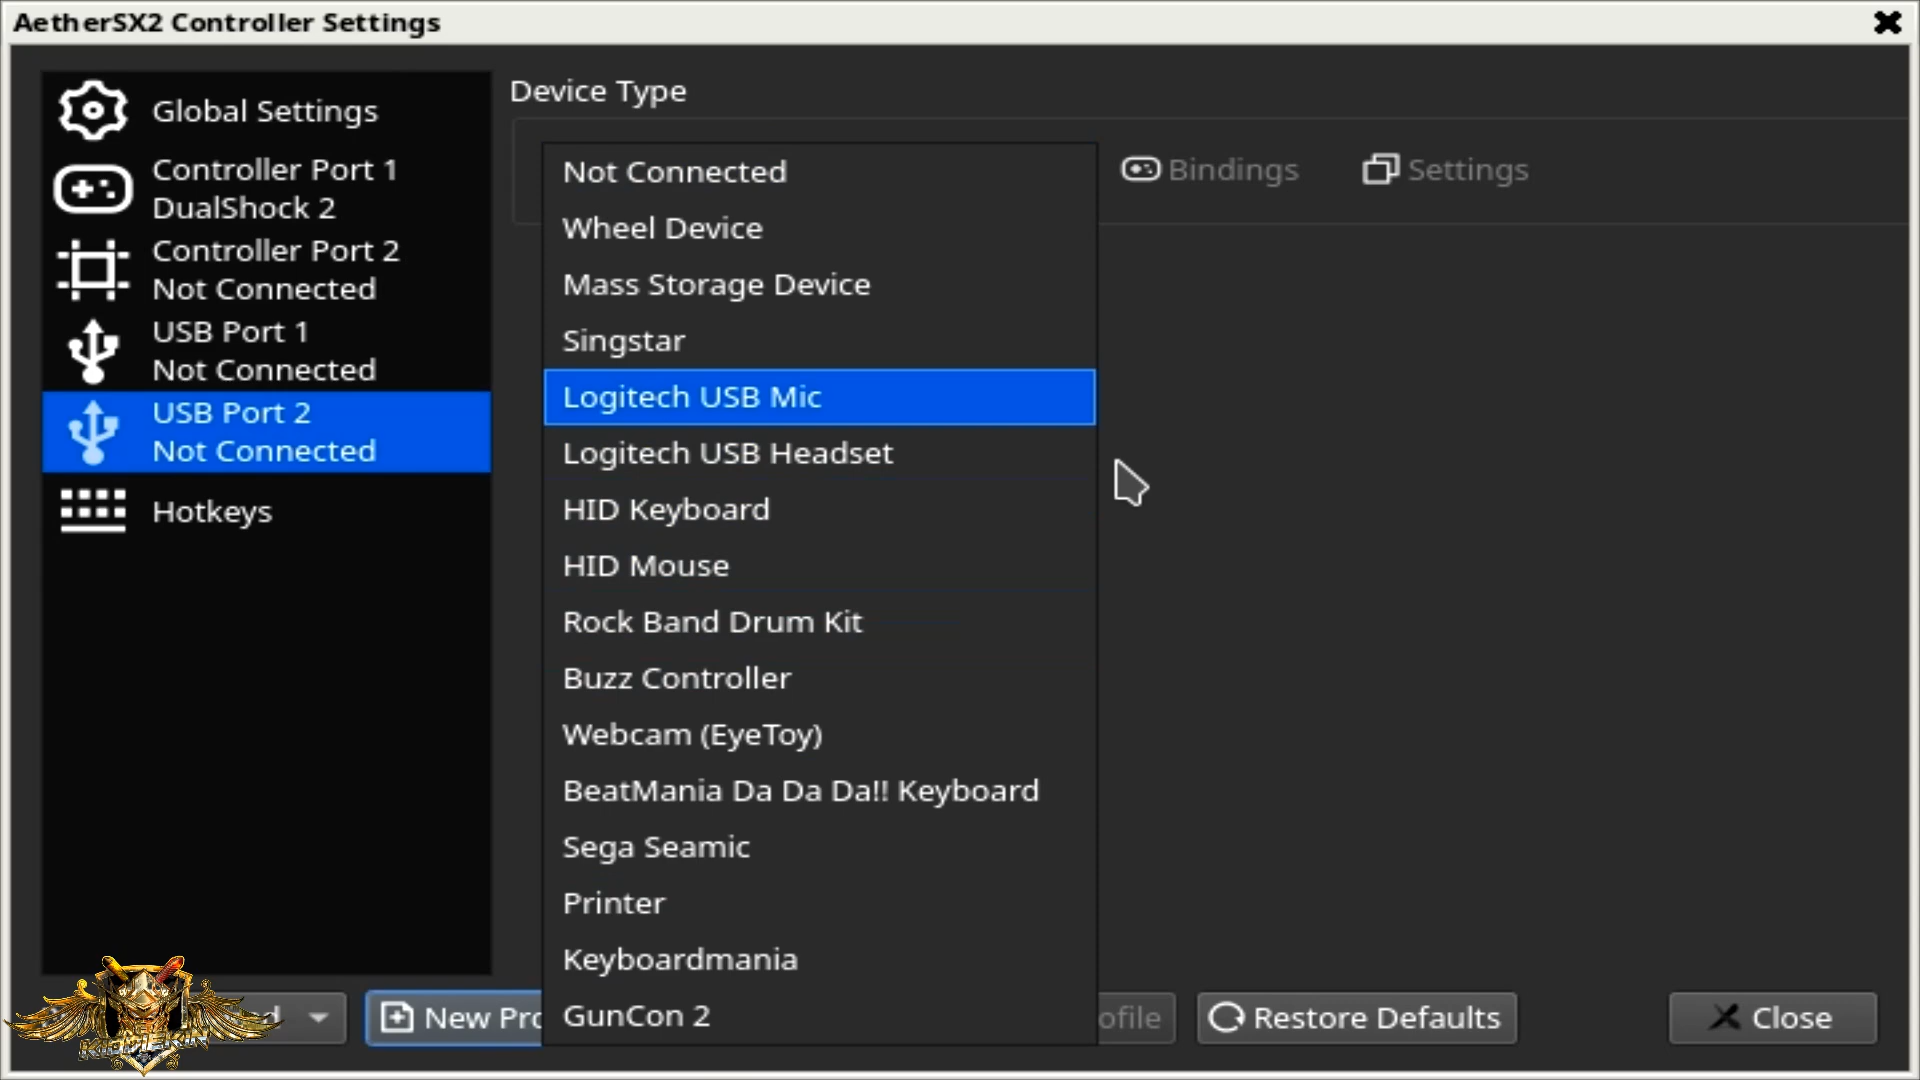 AetherSX2 Controller Settings
Global Settings
Controller Port 1
DualShock 2
Controller Port 2
Not Connected
USB Port 1
Not Connected
USB Port 2
Not Connected
Hotkeys
Device Type
Not Connected
Wheel Device
Mass Storage Device
Singstar
Logitech USB Mic
Logitech USB Headset
HID Keyboard
HID Mouse
Rock Band Drum Kit
Buzz Controller
Webcam (EyeToy)
BeatMania Da Da Da!! Keyboard
Sega Seamic
Printer
Keyboardmania
GunCon 2
Bindings
Settings
New Pro
ofile
Restore Defaults
Close